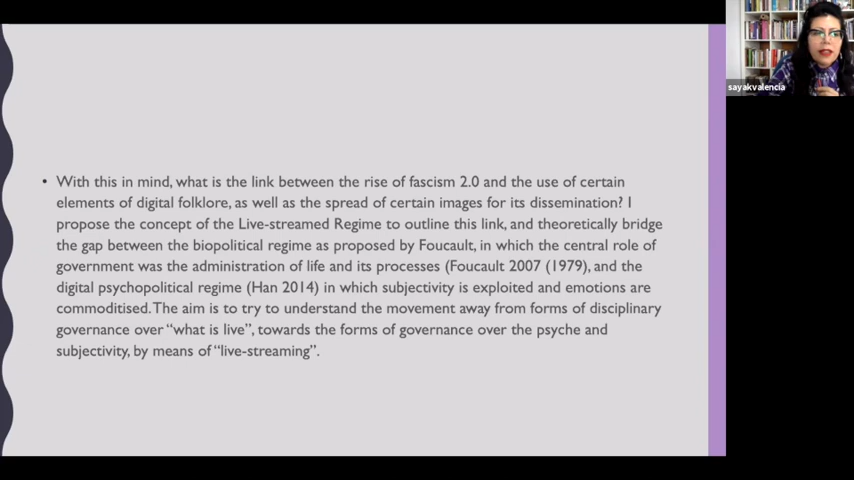 • With this in mind, what is the link between the rise of fascism 2.0 and the use of certain
elements of digital folklore, as well as the spread of certain images for its dissemination? I
propose the concept of the Live-streamed Regime to outline this link, and theoretically bridge
the gap between the biopolitical regime as proposed by Foucault, in which the central role of
government was the administration of life and its processes (Foucault 2007 (1979), and the
digital psychopolitical regime (Han 2014) in which subjectivity is exploited and emotions are
commoditised. The aim is to try to understand the movement away from forms of disciplinary
governance over “what is live”, towards the forms of governance over the psyche and
subjectivity, by means of “live-streaming”.
sayakvalencia